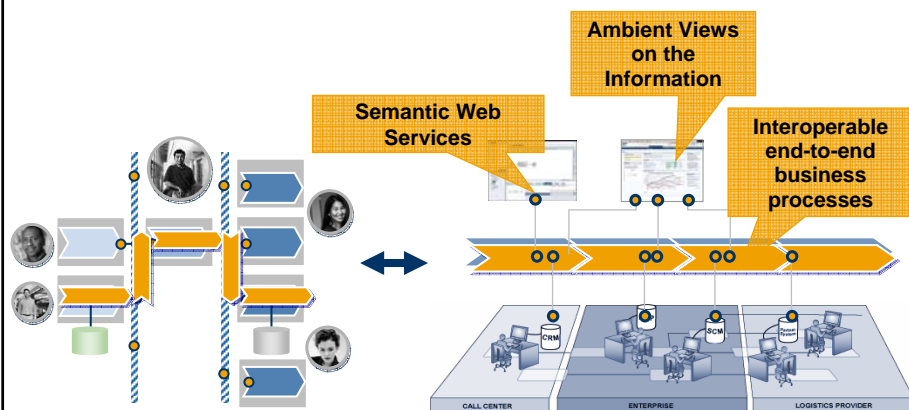 Ambient Views
on the
Information
Semantic Web
Services
Interoperable
end-to-end
business
processes
CRM
SCM
CALL CENTER
ENTERPRISE
LOGISTICS PROVIDER